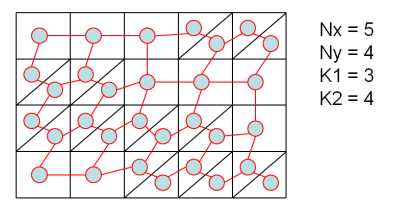 Nx = 5
Ny = 4
K1 = 3
K2 = 4